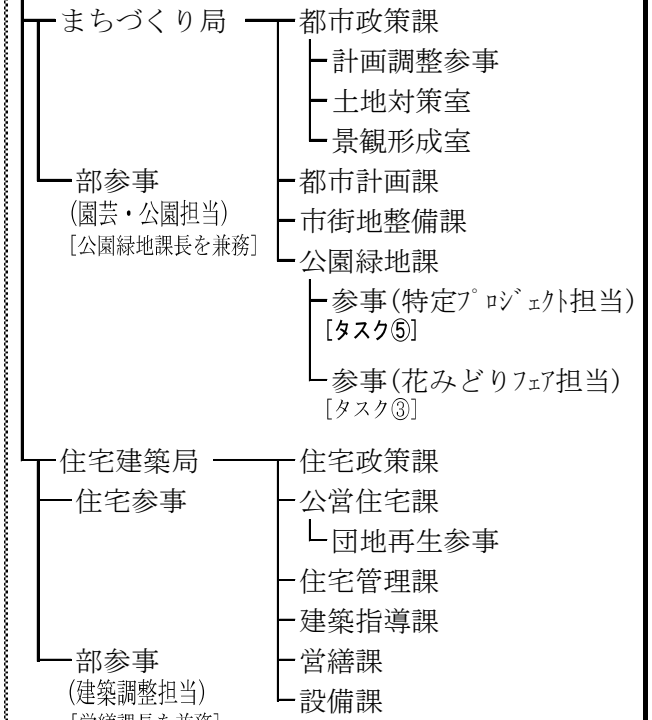 まちづくり局 都市政策課
計画調整参事
土地対策室
景観形成室
部参事 都市計画課
(園芸・公園担当) 市街地整備課
[公園緑地課長を兼務] 公園緑地課
参事(特定プロジェクト担当)
[タスク⑤]
参事(花みどりフェア担当)
[タスク③]
住宅建築局 住宅政策課
住宅参事 公営住宅課
団地再生参事
住宅管理課
建築指導課
部参事 営繕課
(建築調整担当) 設備課
[営繕課長を兼務]